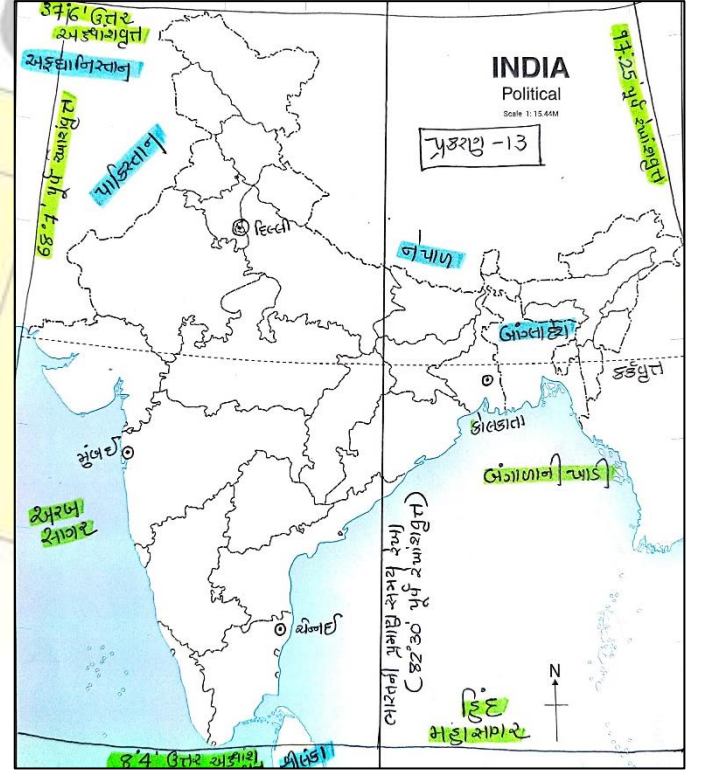 37°6' ઉત્તર
અક્ષાંશવૃત્ત
અફઘાનિસ્તાન
68°7' પૂર્વ રેખાંશવૃત્ત
પાકિસ્તાન
INDIA
Political
Scale 1: 15.44M
પ્રકરણ -13
97°25' પૂર્વ રેખાંશવૃત્ત
દિલ્લી
નેપાળ
બાંગ્લાદેશ
કર્કવૃત્ત
કોલકાતા
મુંબઈ
બંગાળાની ખાડી
અરબ
સાગર
ભારતની પ્રમાણ સમય રેખા
(82°30' પૂર્વ રેખાંશવૃત્ત)
ચેન્નઈ
N
હિંદ
મહાસાગર
8°4' ઉત્તર અક્ષાંશ
શ્રીલંકા